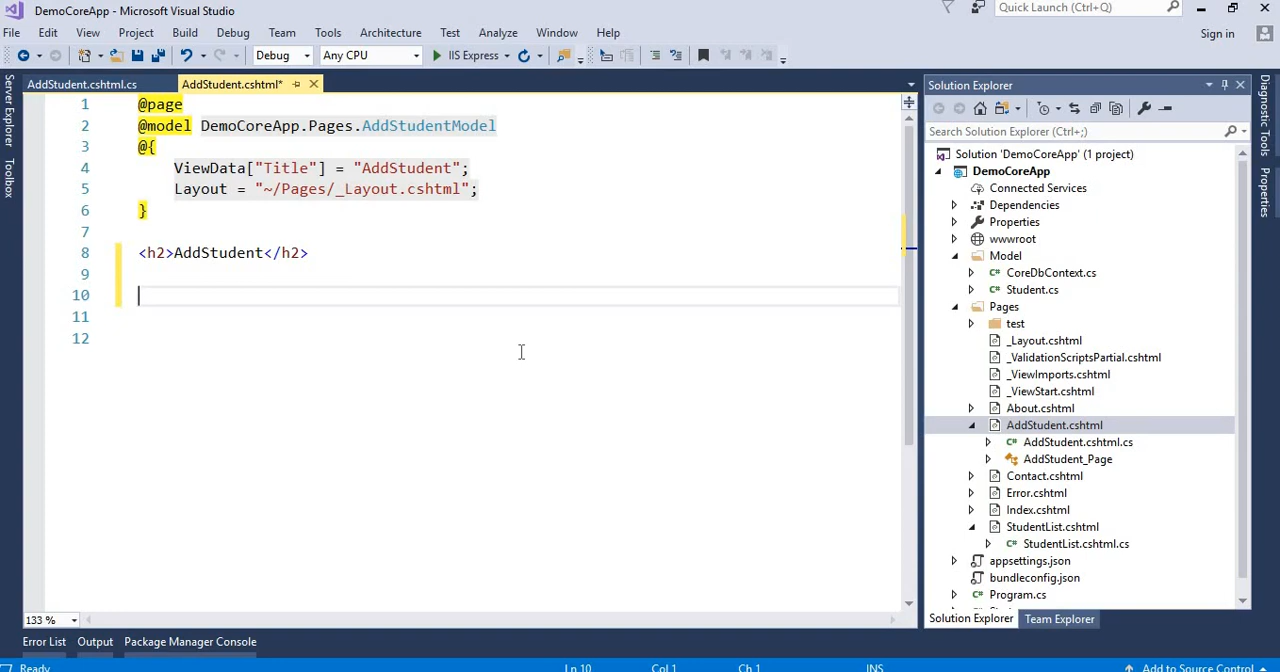 DemoCoreApp - Microsoft Visual Studio
Quick Launch (Ctrl+;)
File Edit View Project Build Debug Team Tools Architecture Test Analyze Window Help
Sign in
Debug Any CPU IIS Express
Server Explorer
Toolbox
AddStudent.cshtml.cs
AddStudent.cshtml*
1 @page
2 @model DemoCoreApp.Pages.AddStudentModel
3 @{
4 ViewData["Title"] = "AddStudent";
5 Layout = "~/Pages/_Layout.cshtml";
6 }
7
8 <h2>AddStudent</h2>
9
10
11
12
133 %
Solution Explorer
Search Solution Explorer (Ctrl+;)
Solution 'DemoCoreApp' (1 project)
DemoCoreApp
Connected Services
Dependencies
Properties
wwwroot
Model
CoreDbContext.cs
Student.cs
Pages
test
_Layout.cshtml
_ValidationScriptsPartial.cshtml
_ViewImports.cshtml
_ViewStart.cshtml
About.cshtml
AddStudent.cshtml
AddStudent.cshtml.cs
AddStudent_Page
Contact.cshtml
Error.cshtml
Index.cshtml
StudentList.cshtml
StudentList.cshtml.cs
appsettings.json
bundleconfig.json
Program.cs
Solution Explorer Team Explorer
Diagnostic Tools
Properties
Error List Output Package Manager Console
Ready Ln 10 Col 1 Ch 1 INS Add to Source Control